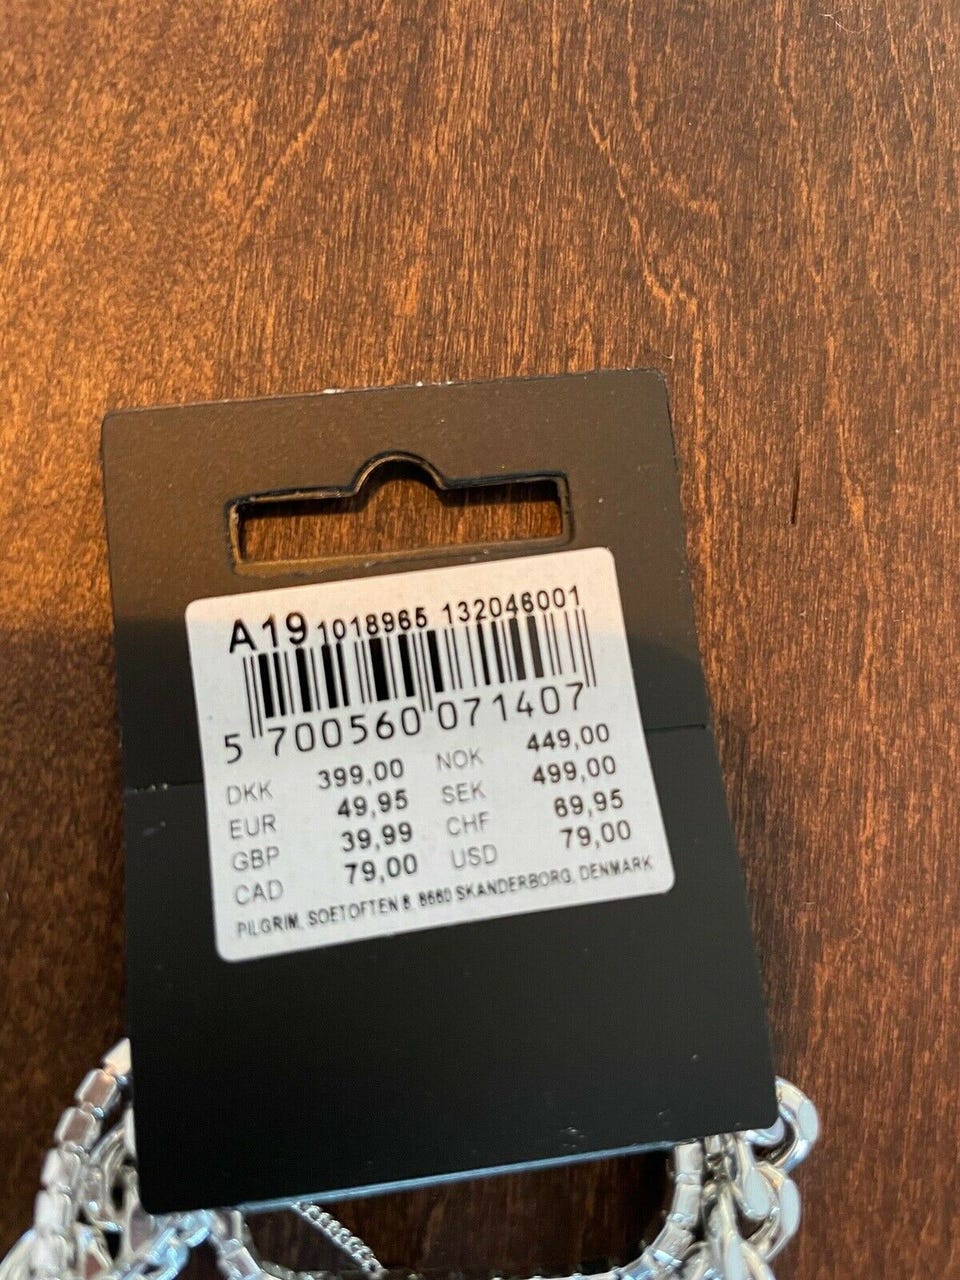 A19 1018965 132046001
5 700560 071407
DKK 399,00 NOK 449,00
EUR 49,95 SEK 499,00
GBP 39,99 CHF 69,95
CAD 79,00 USD 79,00
PILGRIM, SOETOFTEN 8, 8660 SKANDERBORG, DENMARK